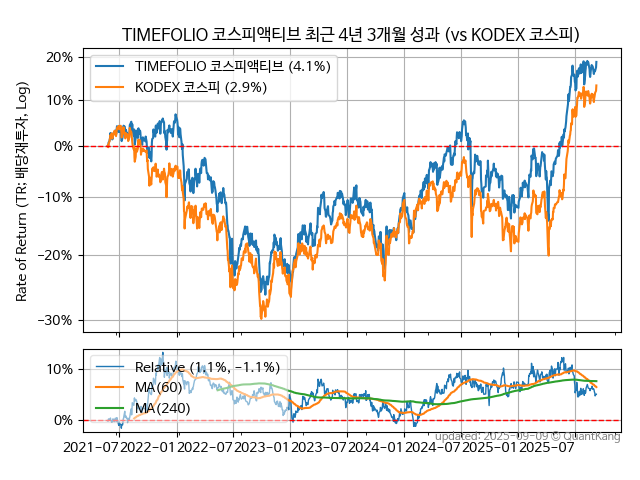 TIMEFOLIO 코스피액티브 최근 4년 3개월 성과 (vs KODEX 코스피)
Rate of Return (TR: 배당재투자, Log)
20%
10%
0%
−10%
−20%
−30%
TIMEFOLIO 코스피액티브 (4.1%)
KODEX 코스피 (2.9%)
10%
0%
Relative (1.1%, −1.1%)
MA(60)
MA(240)
2021-07 2022-01 2022-07 2023-01 2023-07 2024-01 2024-07 2025-01 2025-07
updated: 2025-09-09 © QuantKang